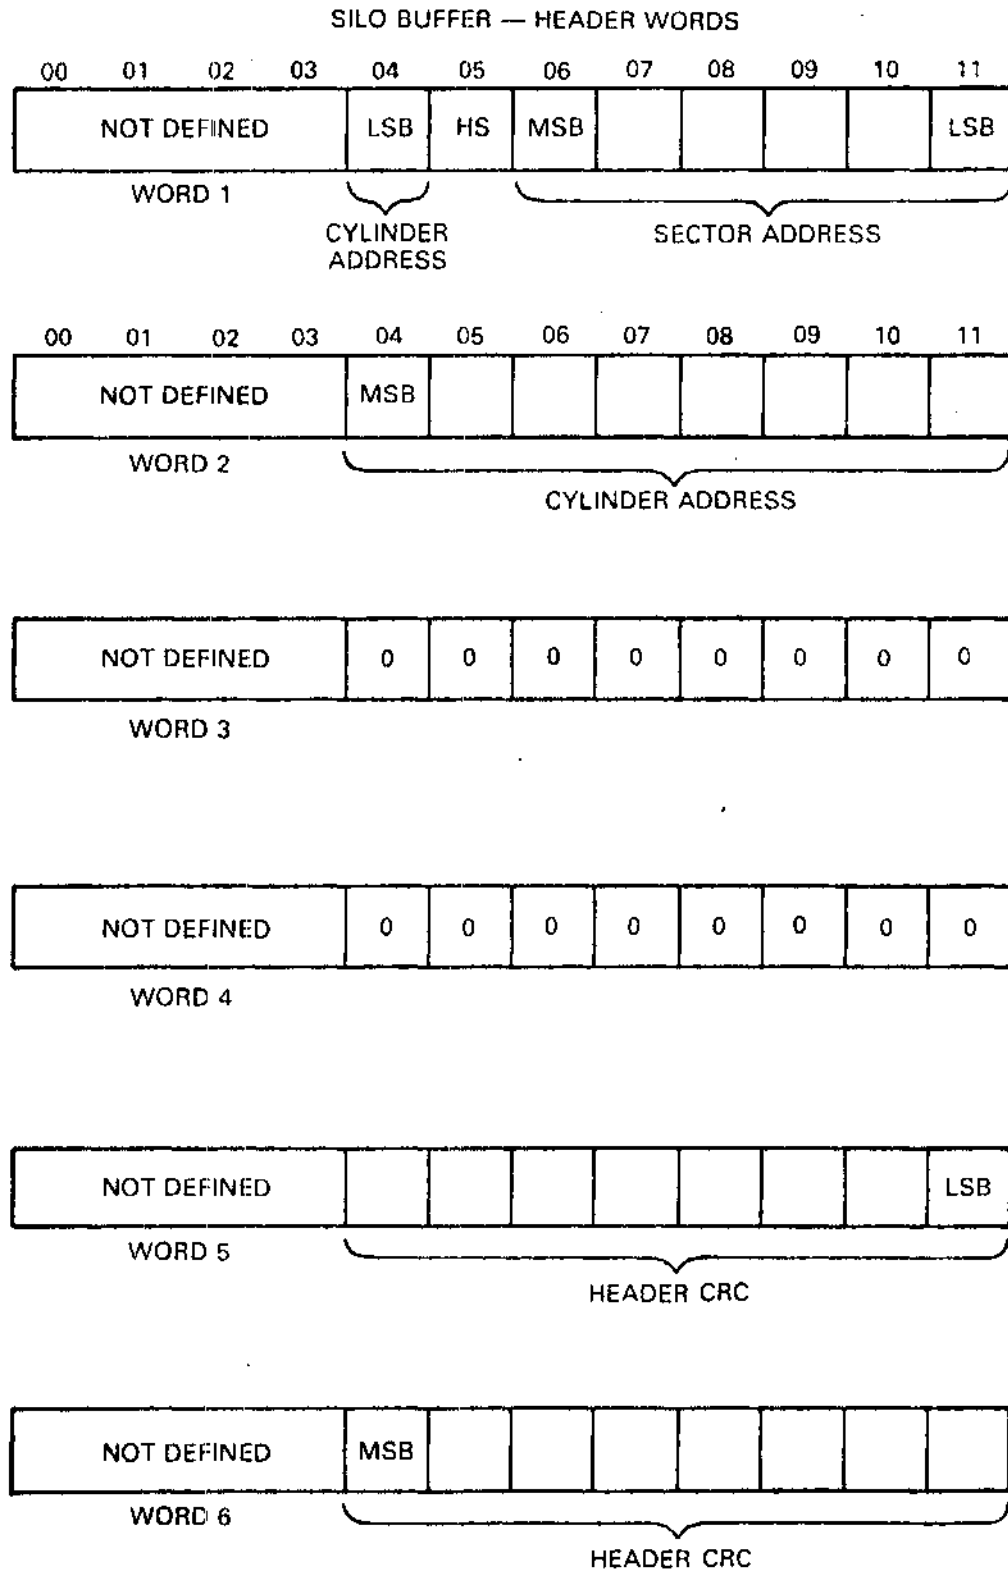 SILO BUFFER — HEADER WORDS
00 01 02 03 04 05 06 07 08 09 10 11
NOT DEFINED LSB HS MSB LSB
WORD 1
CYLINDER ADDRESS
SECTOR ADDRESS
00 01 02 03 04 05 06 07 08 09 10 11
NOT DEFINED MSB
WORD 2
CYLINDER ADDRESS
NOT DEFINED 0 0 0 0 0 0 0 0
WORD 3
NOT DEFINED 0 0 0 0 0 0 0 0
WORD 4
NOT DEFINED LSB
WORD 5
HEADER CRC
NOT DEFINED MSB
WORD 6
HEADER CRC